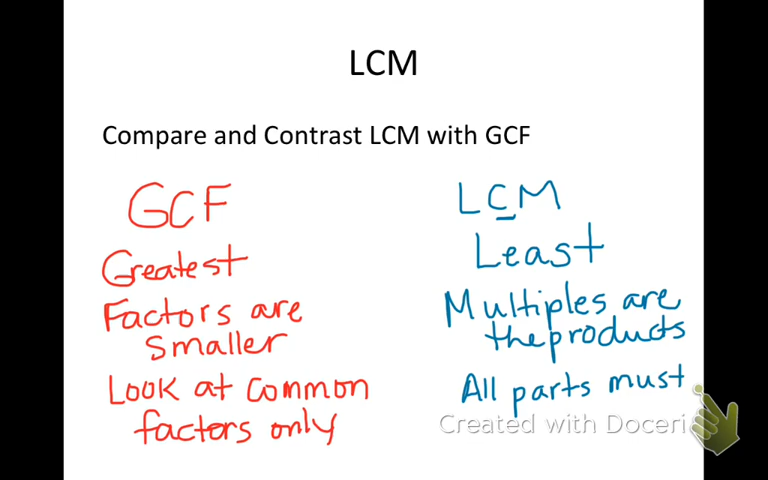 LCM
Compare and Contrast LCM with GCF
GCF
Greatest
Factors are
smaller
Look at common
factors only
LCM
Least
Multiples are
the products
All parts must
Created with Doceri